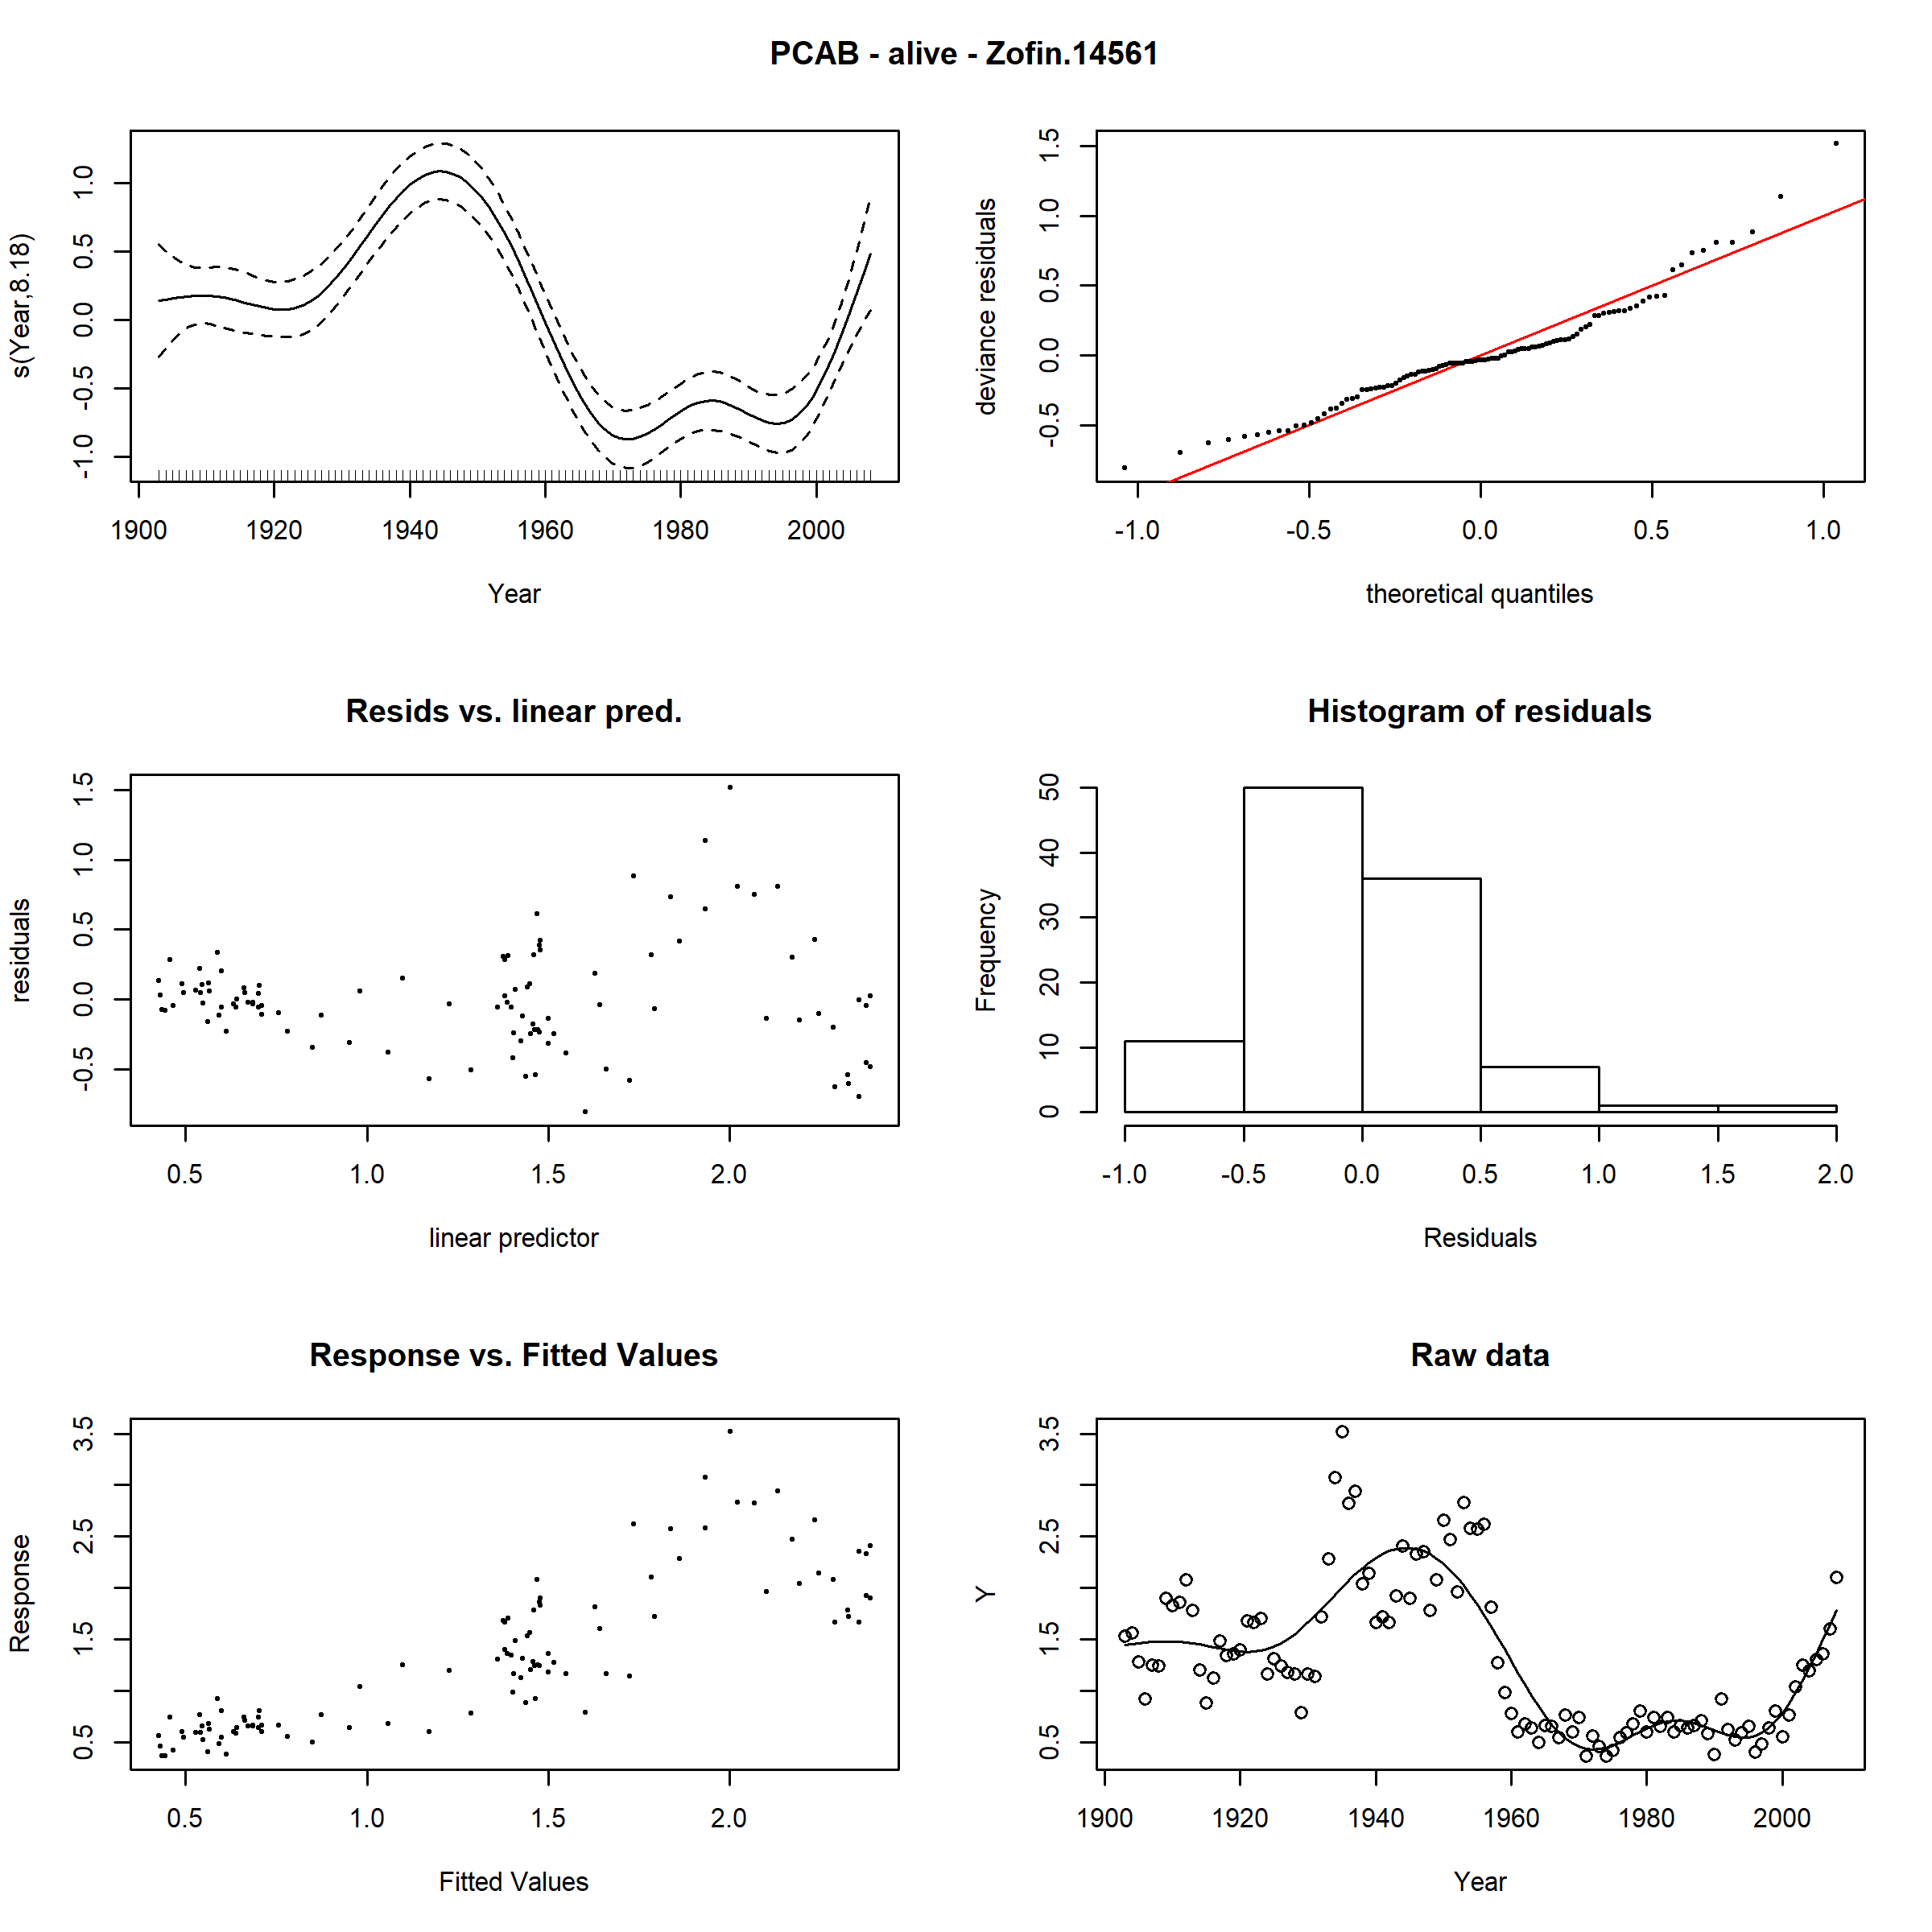 PCAB - alive - Zofin.14561
s(Year,8.18)
-1.0 -0.5 0.0 0.5 1.0
1900 1920 1940 1960 1980 2000
Year
deviance residuals
-0.5 0.0 0.5 1.0 1.5
-1.0 -0.5 0.0 0.5 1.0
theoretical quantiles
Resids vs. linear pred.
residuals
-0.5 0.0 0.5 1.0 1.5
0.5 1.0 1.5 2.0
linear predictor
Histogram of residuals
Frequency
0 10 20 30 40 50
-1.0 -0.5 0.0 0.5 1.0 1.5 2.0
Residuals
Response vs. Fitted Values
Response
0.5 1.5 2.5 3.5
0.5 1.0 1.5 2.0
Fitted Values
Raw data
Y
0.5 1.5 2.5 3.5
1900 1920 1940 1960 1980 2000
Year